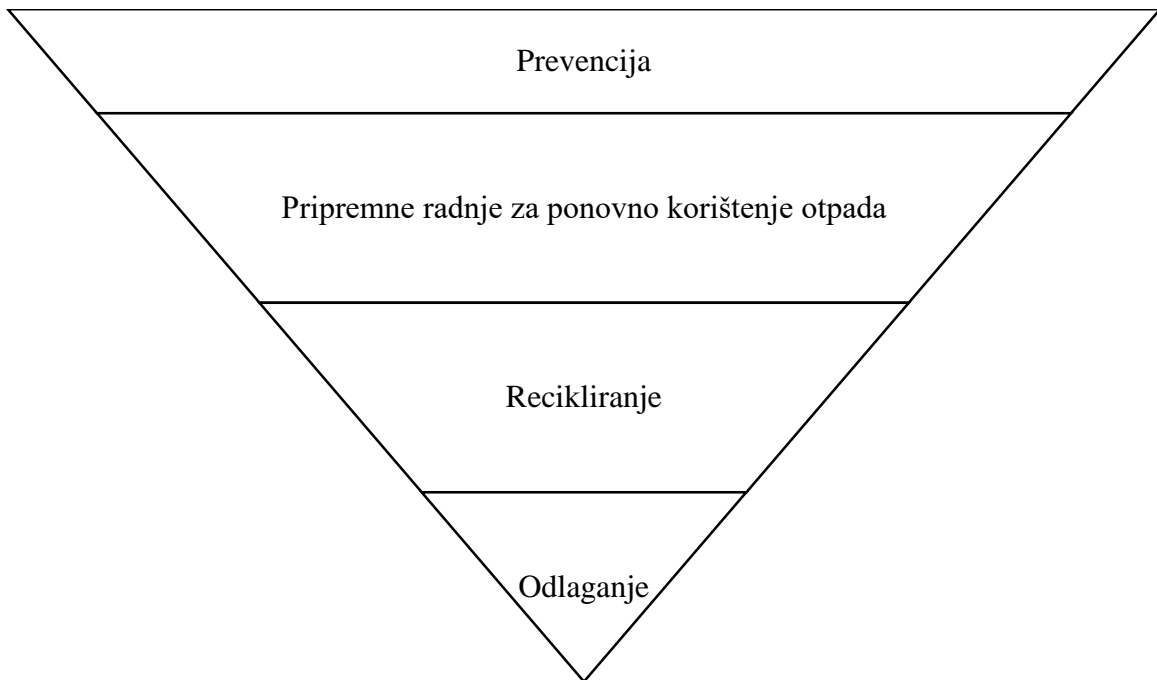 Prevencija
Pripremne radnje za ponovno korištenje otpada
Recikliranje
Odlaganje